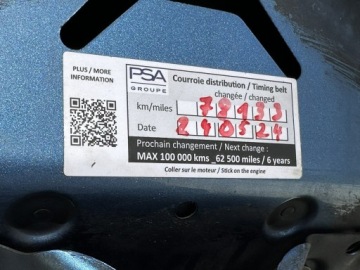 PLUS / MORE
INFORMATION
PSA
GROUPE
Courroie distribution / Timing belt
changée / changed
km/miles 78133
Date 240524
Prochain changement / Next change :
MAX 100 000 kms _62 500 miles / 6 years
Coller sur le moteur / Stick on the engine